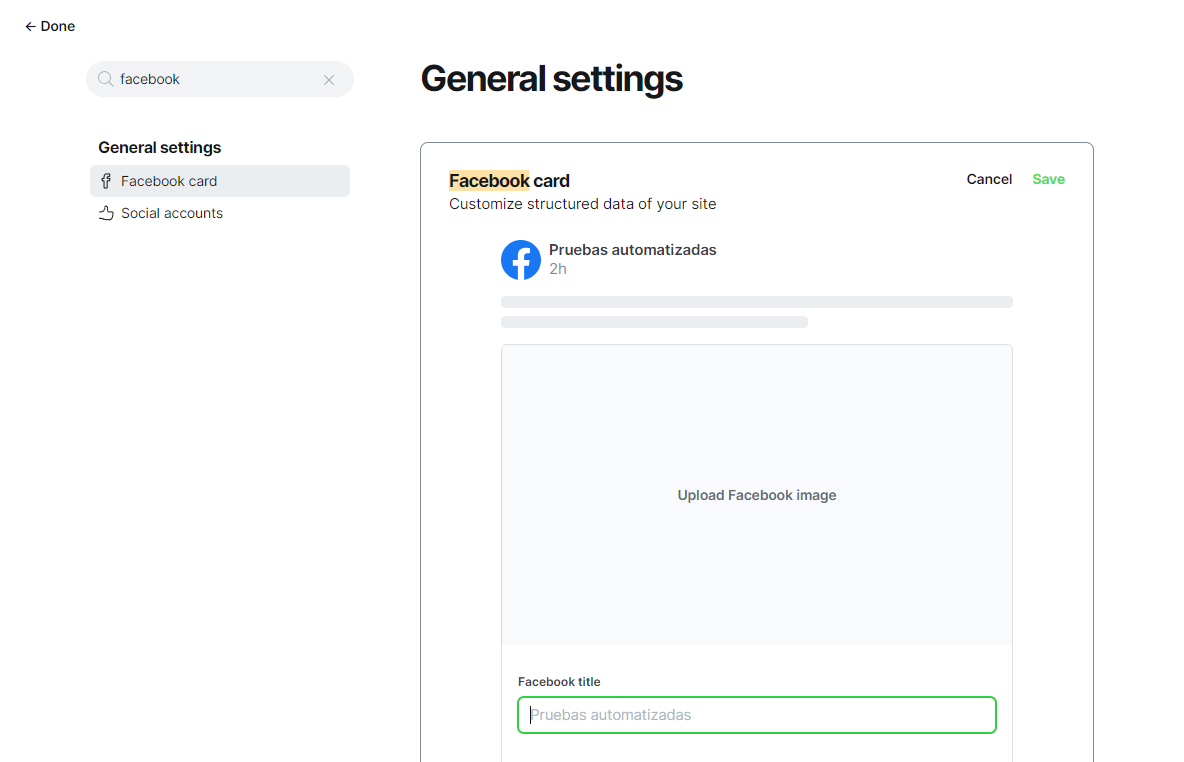 ← Done
facebook
General settings
Facebook card
Social accounts
General settings
Facebook card
Cancel
Save
Customize structured data of your site
Pruebas automatizadas
2h
Upload Facebook image
Facebook title
Pruebas automatizadas